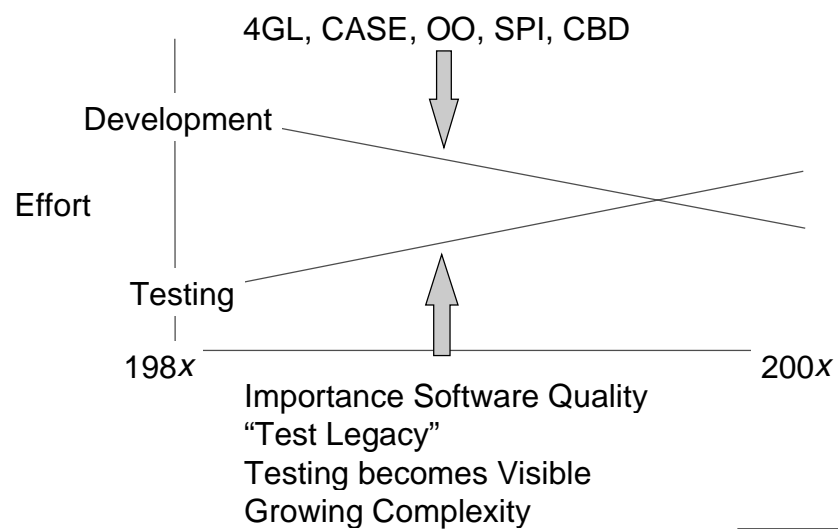 4GL, CASE, OO, SPI, CBD
Development
Effort
Testing
198x
200x
Importance Software Quality
“Test Legacy”
Testing becomes Visible
Growing Complexity